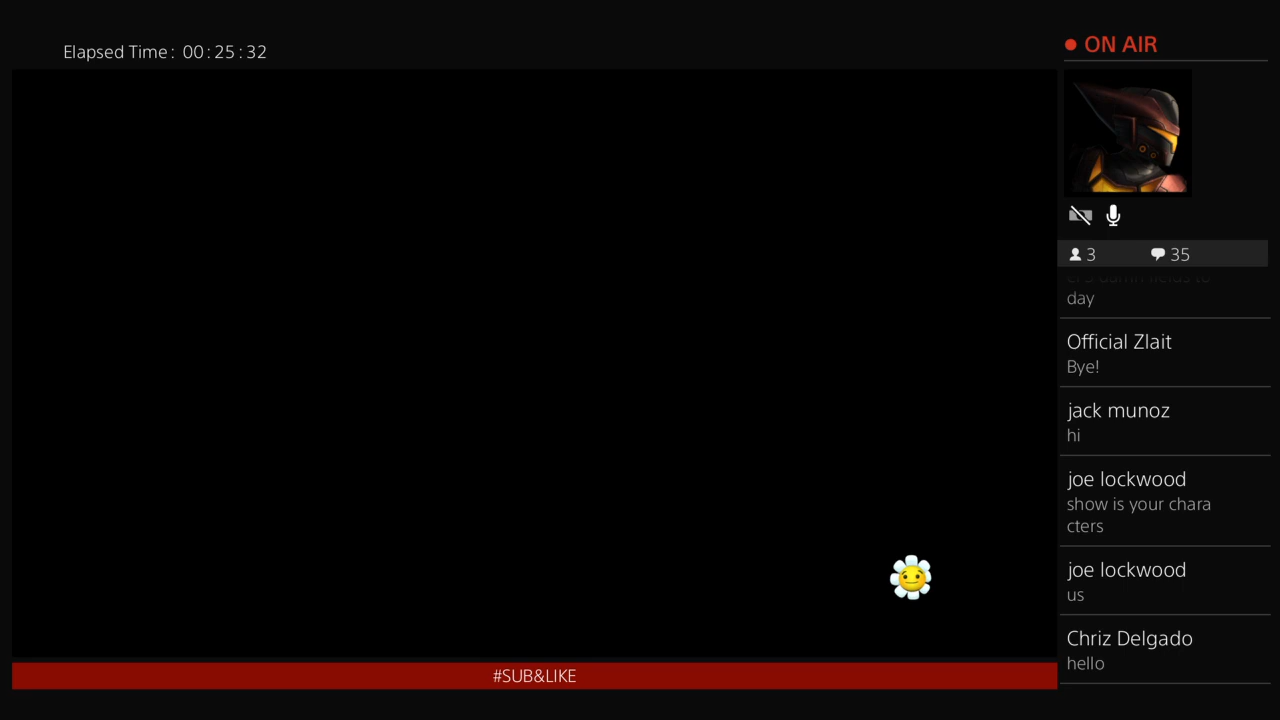 Elapsed Time: 00:25:32
ON AIR
3 35
day
Official Zlait
Bye!
jack munoz
hi
joe lockwood
show is your chara
cters
joe lockwood
us
Chriz Delgado
hello
#SUB&LIKE